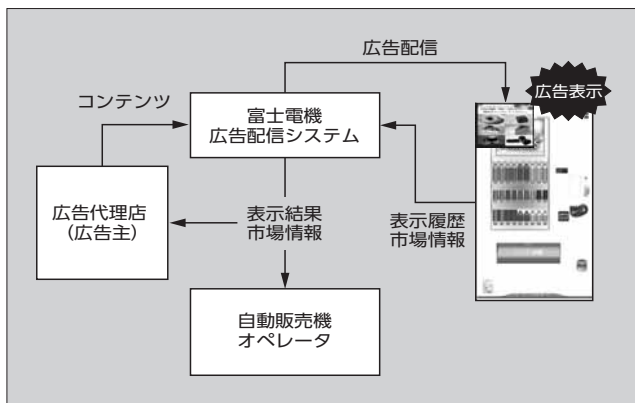 広告配信
広告表示
コンテンツ
富士電機
広告配信システム
広告代理店
（広告主）
表示結果
市場情報
表示履歴
市場情報
自動販売機
オペレータ